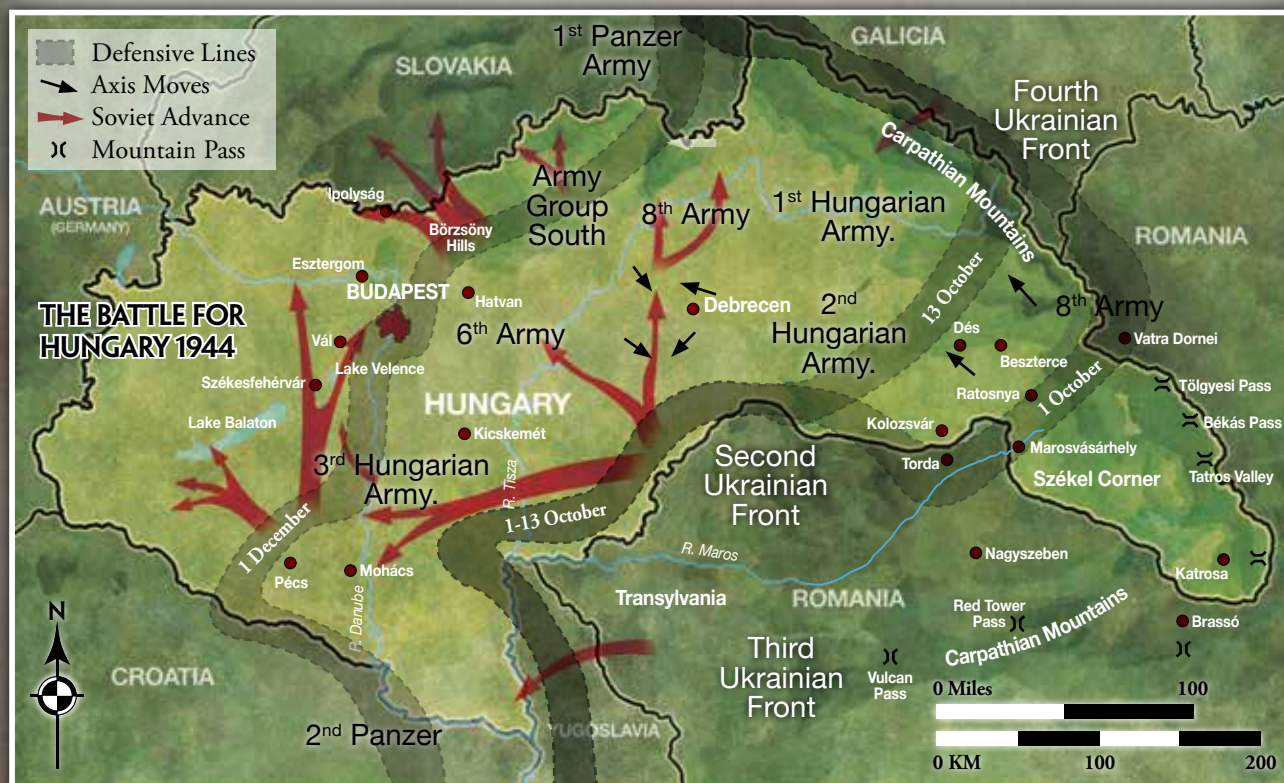 Defensive Lines
Axis Moves
Soviet Advance
Mountain Pass
THE BATTLE FOR
HUNGARY 1944
1st Panzer
Army
GALICIA
SLOVAKIA
Fourth
Ukrainian
Front
Carpathian Mountains
AUSTRIA
(GERMANY)
Ipolyság
Börzsöny
Hills
Army
Group
South
8th Army
1st Hungarian
Army.
ROMANIA
Esztergom
BUDAPEST
Hatvan
Debrecen
13 October
8th Army
6th Army
2nd
Hungarian
Army.
Dés
Beszterce
Vatra Dornei
Vál
Lake Velence
Székesfehérvár
Ratosnya
1 October
Tölgyesi Pass
HUNGARY
Lake Balaton
Kicskemét
Kolozsvár
Békás Pass
Marosvásárhely
Torda
Tatros Valley
3rd Hungarian
Army.
R. Tisza
Second
Ukrainian
Front
Székel Corner
1-13 October
1 December
R. Maros
Nagyszeben
Pécs
Mohács
Katrosa
R. Danube
Transylvania
ROMANIA
Red Tower
Pass
Carpathian Mountains
Brassó
N
CROATIA
Third
Ukrainian
Front
Vulcan
Pass
2nd Panzer
YUGOSLAVIA
0 Miles 100
0 KM 100 200